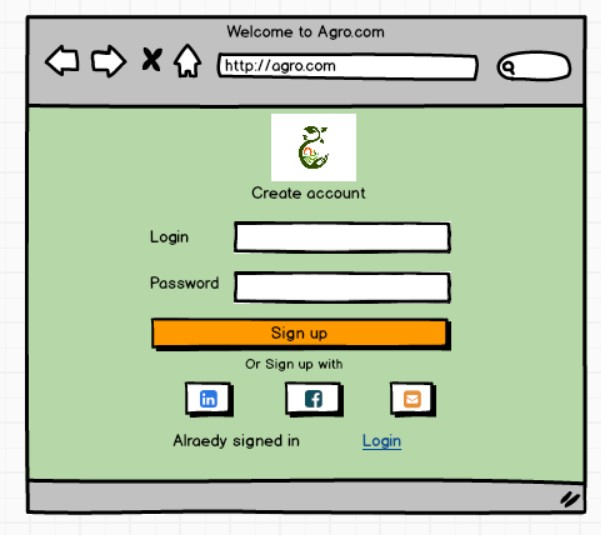 Welcome to Agro.com
http://agro.com
Create account
Login
Password
Sign up
Or Sign up with
in
f
Alraedy signed in Login